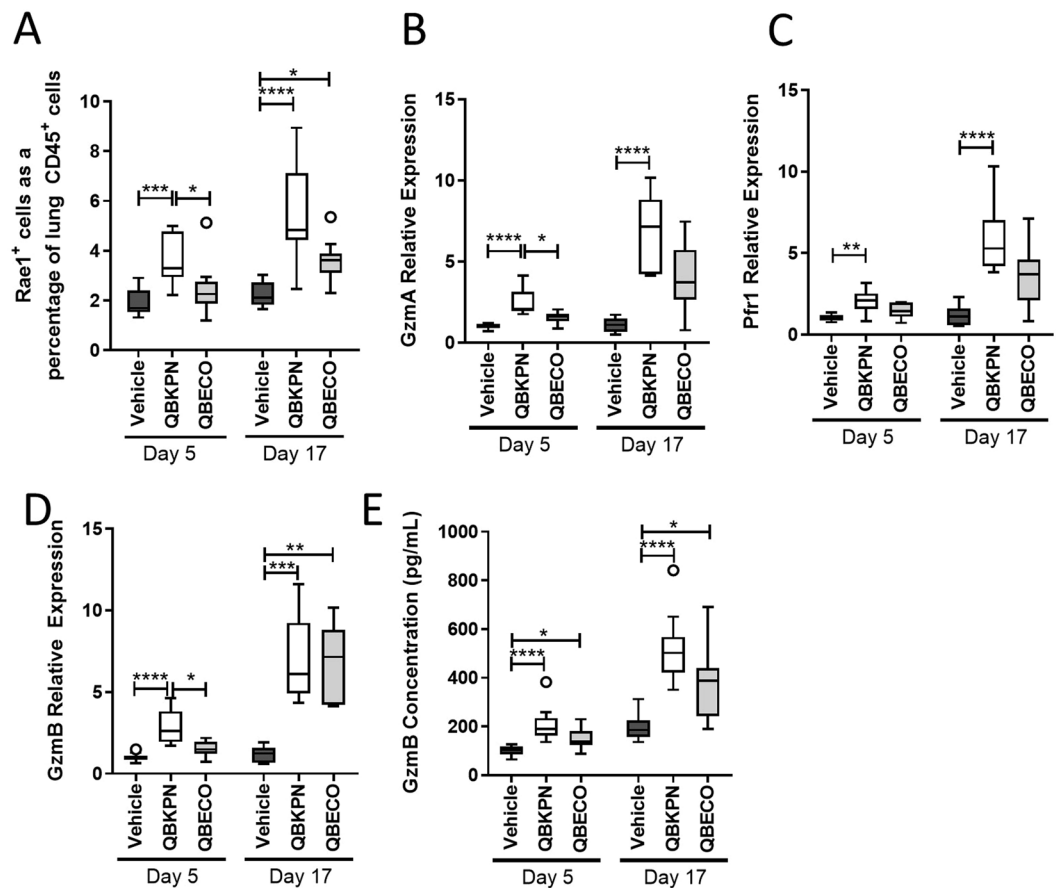 A
Rae1+ cells as a
percentage of lung CD45+ cells
10
8
6
4
2
0
***
*
****
*
Vehicle
QBKPN
QBECO
Vehicle
QBKPN
QBECO
Day 5
Day 17
B
GzmA Relative Expression
15
10
5
0
****
*
****
Vehicle
QBKPN
QBECO
Vehicle
QBKPN
QBECO
Day 5
Day 17
C
Pfr1 Relative Expression
15
10
5
0
**
****
Vehicle
QBKPN
QBECO
Vehicle
QBKPN
QBECO
Day 5
Day 17
D
GzmB Relative Expression
15
10
5
0
****
*
**
***
Vehicle
QBKPN
QBECO
Vehicle
QBKPN
QBECO
Day 5
Day 17
E
GzmB Concentration (pg/mL)
1000
800
600
400
200
0
*
****
*
****
Vehicle
QBKPN
QBECO
Vehicle
QBKPN
QBECO
Day 5
Day 17